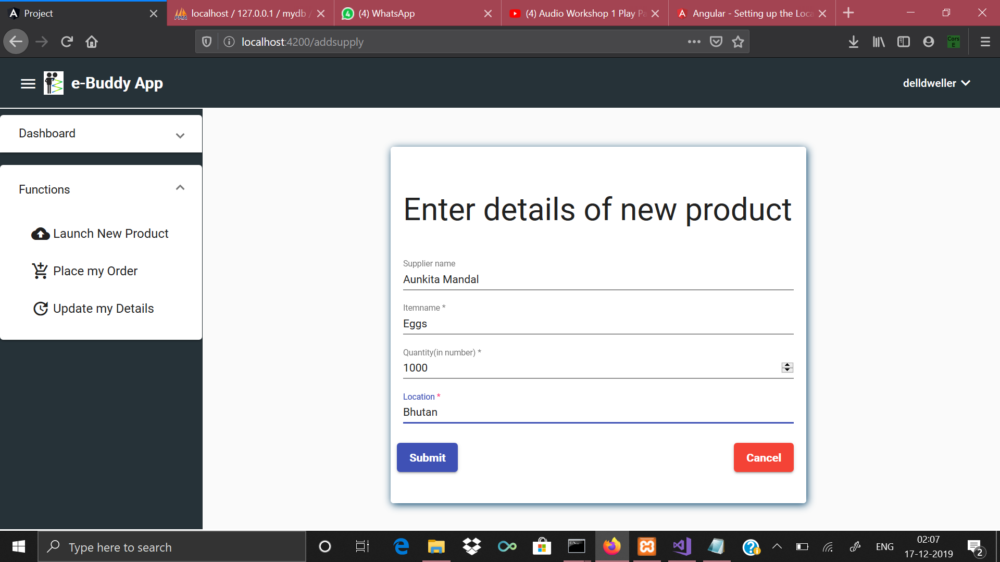 Project
localhost / 127.0.0.1 / mydb /
(4) WhatsApp
(4) Audio Workshop 1 Play Pa
Angular - Setting up the Loca
localhost:4200/addsupply
Cors
E
e-Buddy App
delldweller
Dashboard
Functions
Launch New Product
Place my Order
Update my Details
Enter details of new product
Supplier name
Aunkita Mandal
Itemname *
Eggs
Quantity(in number) *
1000
Location *
Bhutan
Submit
Cancel
Type here to search
ENG
02:07
17-12-2019
2